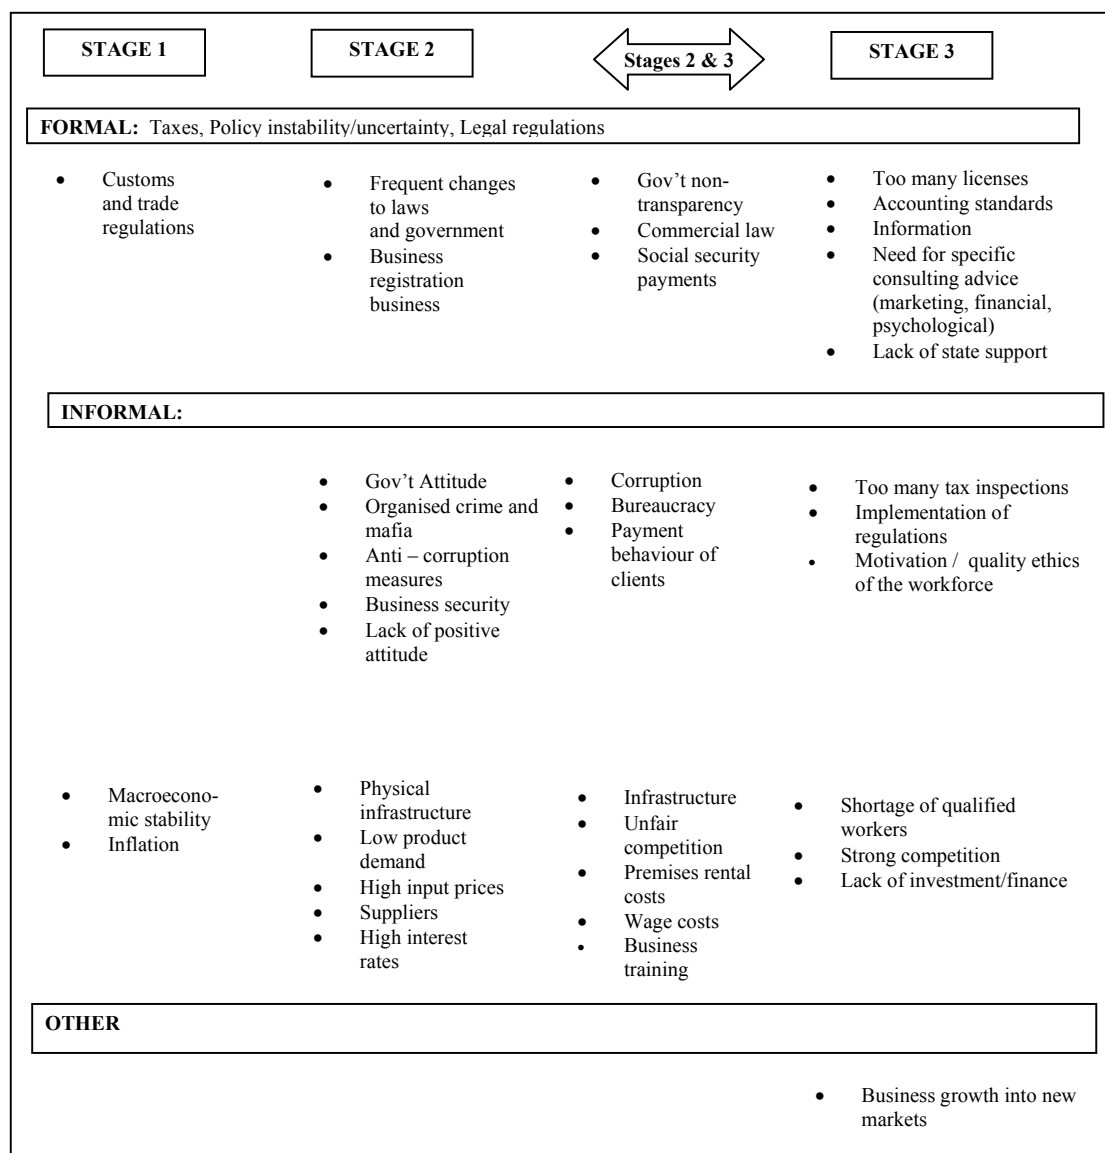 STAGE 1
STAGE 2
Stages 2 & 3
STAGE 3
FORMAL: Taxes, Policy instability/uncertainty, Legal regulations
• Customs
and trade
regulations
• Frequent changes
to laws
and government
• Business
registration
business
• Gov't non-
transparency
• Commercial law
• Social security
payments
• Too many licenses
• Accounting standards
• Information
• Need for specific
consulting advice
(marketing, financial,
psychological)
• Lack of state support
INFORMAL:
• Gov't Attitude
• Organised crime and
mafia
• Anti – corruption
measures
• Business security
• Lack of positive
attitude
• Corruption
• Bureaucracy
• Payment
behaviour of
clients
• Too many tax inspections
• Implementation of
regulations
• Motivation / quality ethics
of the workforce
• Macroecono-
mic stability
• Inflation
• Physical
infrastructure
• Low product
demand
• High input prices
• Suppliers
• High interest
rates
• Infrastructure
• Unfair
competition
• Premises rental
costs
• Wage costs
• Business
training
• Shortage of qualified
workers
• Strong competition
• Lack of investment/finance
OTHER
• Business growth into new
markets